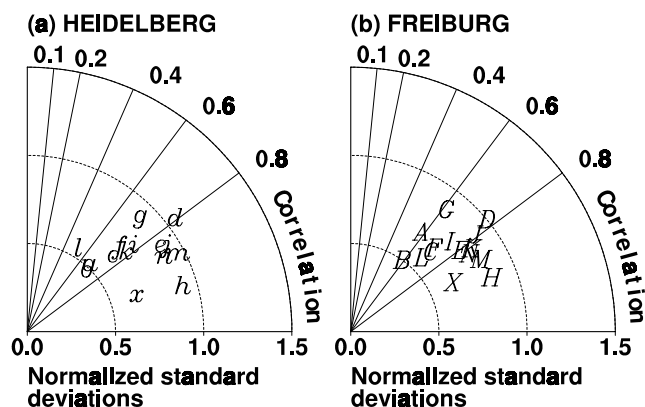 (a) HEIDELBERG
0.1 0.2 0.4 0.6 0.8
Correlation
g d
l
j i e j
f k n m
q
b
h
x
0.0 0.5 1.0 1.5
Normalized standard
deviations
(b) FREIBURG
0.1 0.2 0.4 0.6 0.8
Correlation
G D
A
I
F E K
B L C M
X H
0.0 0.5 1.0 1.5
Normalized standard
deviations